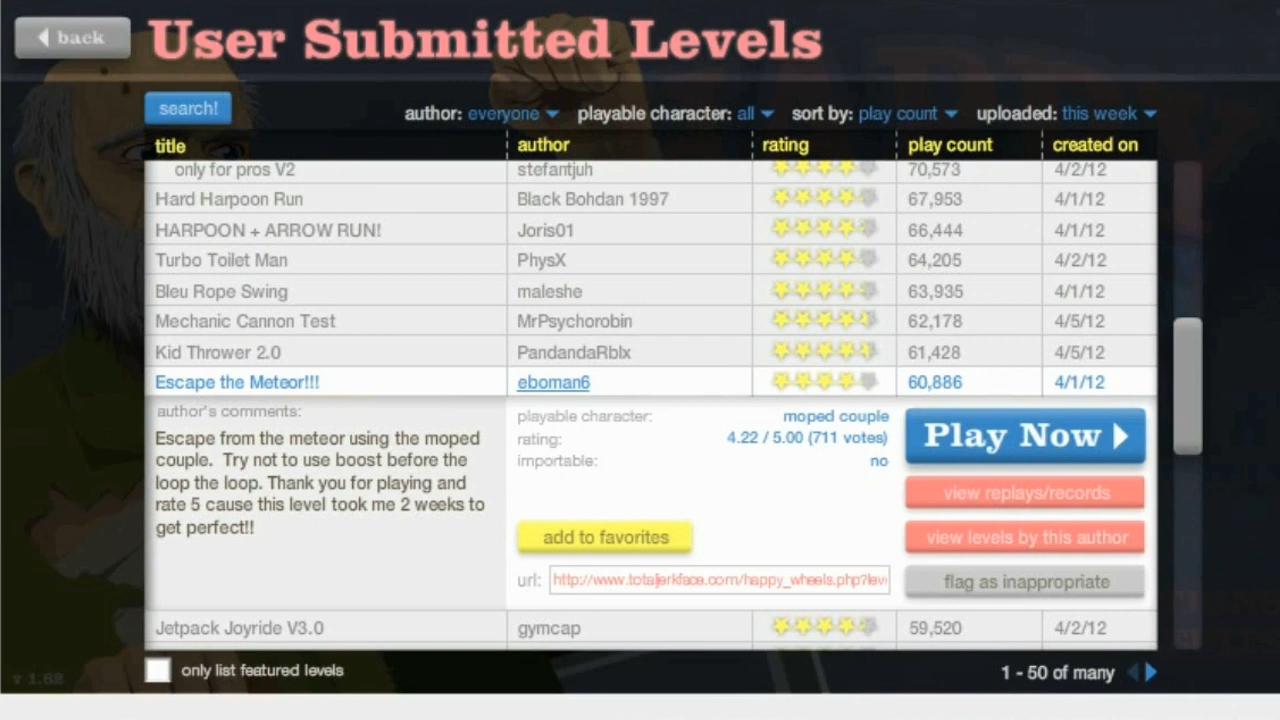 back
User Submitted Levels
search!
author: everyone playable character: all sort by: play count uploaded: this week
title author rating play count created on
only for pros V2 stefantjuh 70,573 4/2/12
Hard Harpoon Run Black Bohdan 1997 67,953 4/1/12
HARPOON + ARROW RUN! Joris01 66,444 4/1/12
Turbo Toilet Man PhysX 64,205 4/2/12
Bleu Rope Swing maleshe 63,935 4/1/12
Mechanic Cannon Test MrPsychorobin 62,178 4/5/12
Kid Thrower 2.0 PandandaRblx 61,428 4/5/12
Escape the Meteor!!! eboman6 60,886 4/1/12
author's comments:
Escape from the meteor using the moped
couple. Try not to use boost before the
loop the loop. Thank you for playing and
rate 5 cause this level took me 2 weeks to
get perfect!!
playable character: moped couple
rating: 4.22 / 5.00 (711 votes)
importable: no
add to favorites
url: http://www.totaljerkface.com/happy_wheels.php?lev
Play Now
view replays/records
view levels by this author
flag as inappropriate
Jetpack Joyride V3.0 gymcap 59,520 4/2/12
only list featured levels
1 - 50 of many
v 1.62